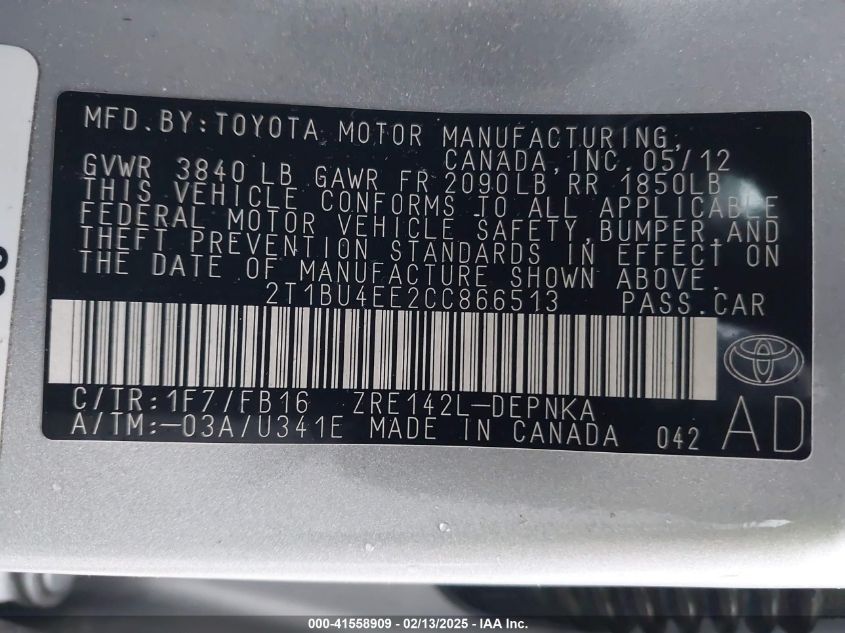 MFD.BY:TOYOTA MOTOR MANUFACTURING,
CANADA,INC. 05/12
GVWR 3840LB GAWR FR 2090LB RR 1850LB
THIS VEHICLE CONFORMS TO ALL APPLICABLE
FEDERAL MOTOR VEHICLE SAFETY,BUMPER,AND
THEFT PREVENTION STANDARDS IN EFFECT ON
THE DATE OF MANUFACTURE SHOWN ABOVE.
2T1BU4EE2CC866513 PASS.CAR
C/TR:1F7/FB16 ZRE142L-DEPNKA
A/TM:-03A/U341E MADE IN CANADA 042 AD
000-41558909 — 02/13/2025 — IAA Inc.